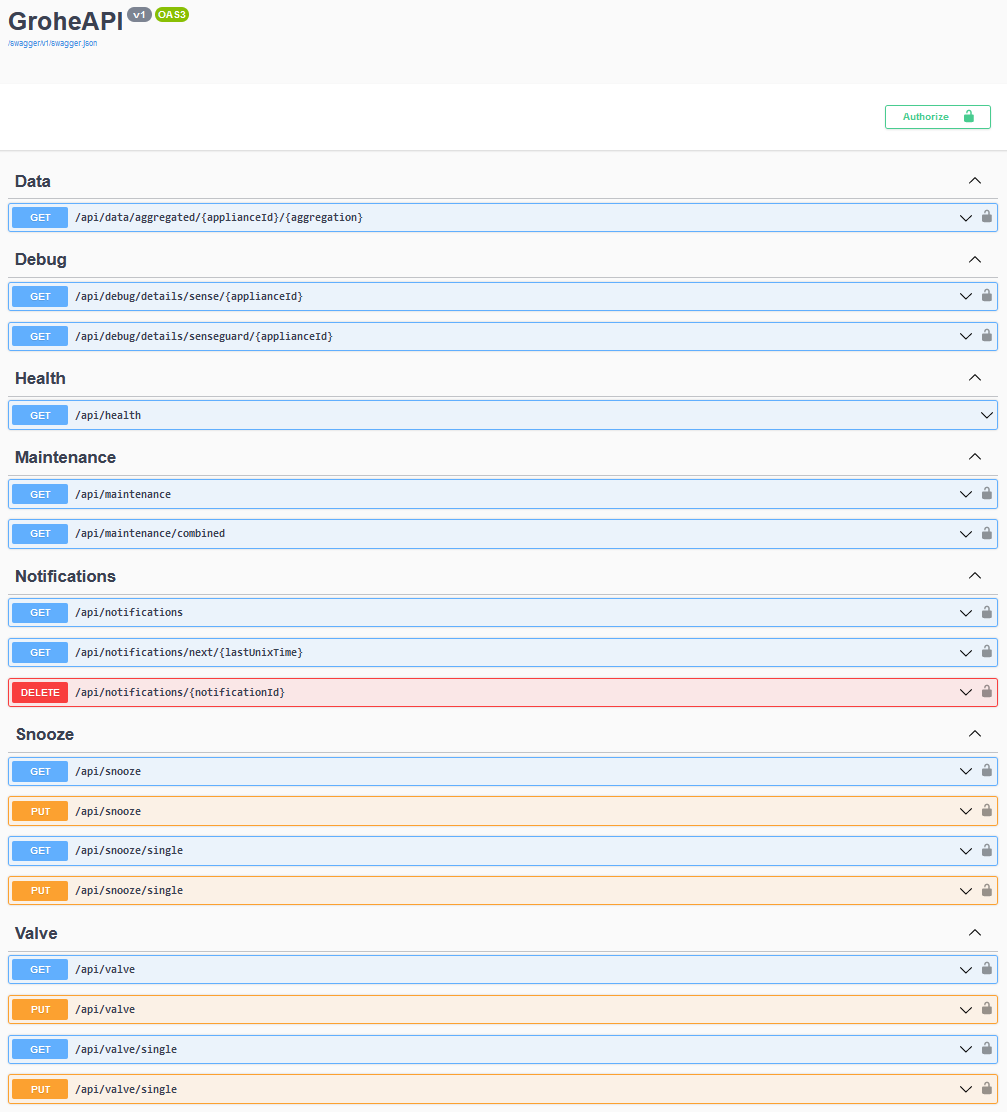 GroheAPI v1 OAS3
/swagger/v1/swagger.json
Authorize
Data
GET /api/data/aggregated/{applianceId}/{aggregation}
Debug
GET /api/debug/details/sense/{applianceId}
GET /api/debug/details/senseguard/{applianceId}
Health
GET /api/health
Maintenance
GET /api/maintenance
GET /api/maintenance/combined
Notifications
GET /api/notifications
GET /api/notifications/next/{lastUnixTime}
DELETE /api/notifications/{notificationId}
Snooze
GET /api/snooze
PUT /api/snooze
GET /api/snooze/single
PUT /api/snooze/single
Valve
GET /api/valve
PUT /api/valve
GET /api/valve/single
PUT /api/valve/single